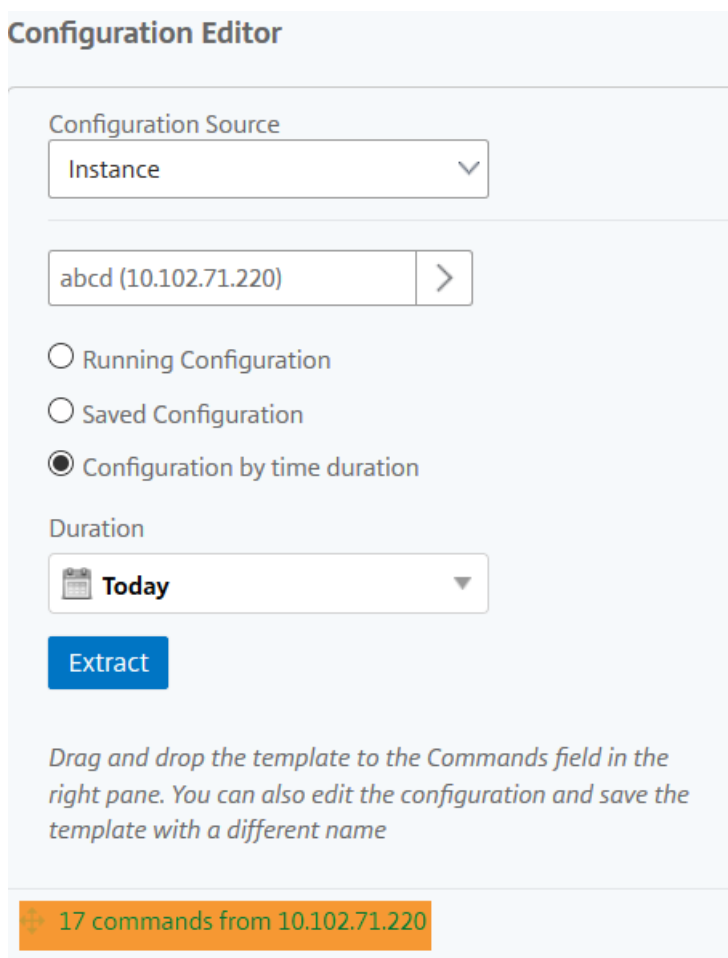 Configuration Editor
Configuration Source
Instance
abcd (10.102.71.220)
Running Configuration
Saved Configuration
Configuration by time duration
Duration
Today
Extract
Drag and drop the template to the Commands field in the
right pane. You can also edit the configuration and save the
template with a different name
17 commands from 10.102.71.220